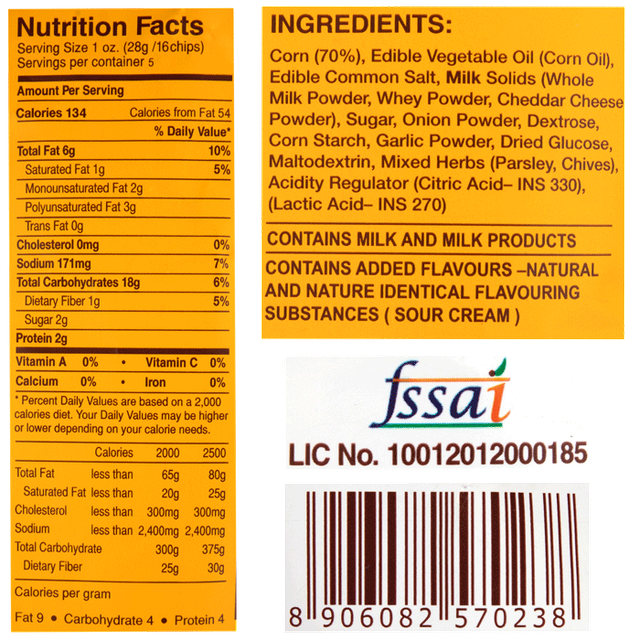 Nutrition Facts
Serving Size 1 oz. (28g /16chips)
Servings per container 5
Amount Per Serving
Calories 134 Calories from Fat 54
% Daily Value*
Total Fat 6g 10%
Saturated Fat 1g 5%
Monounsaturated Fat 2g
Polyunsaturated Fat 3g
Trans Fat 0g
Cholesterol 0mg 0%
Sodium 171mg 7%
Total Carbohydrates 18g 6%
Dietary Fiber 1g 5%
Sugar 2g
Protein 2g
Vitamin A 0% • Vitamin C 0%
Calcium 0% • Iron 0%
* Percent Daily Values are based on a 2,000
calories diet. Your Daily Values may be higher
or lower depending on your calorie needs.
Calories 2000 2500
Total Fat less than 65g 80g
Saturated Fat less than 20g 25g
Cholesterol less than 300mg 300mg
Sodium less than 2,400mg 2,400mg
Total Carbohydrate 300g 375g
Dietary Fiber 25g 30g
Calories per gram
Fat 9 • Carbohydrate 4 • Protein 4
INGREDIENTS:
Corn (70%), Edible Vegetable Oil (Corn Oil),
Edible Common Salt, Milk Solids (Whole
Milk Powder, Whey Powder, Cheddar Cheese
Powder), Sugar, Onion Powder, Dextrose,
Corn Starch, Garlic Powder, Dried Glucose,
Maltodextrin, Mixed Herbs (Parsley, Chives),
Acidity Regulator (Citric Acid– INS 330),
(Lactic Acid– INS 270)
CONTAINS MILK AND MILK PRODUCTS
CONTAINS ADDED FLAVOURS –NATURAL
AND NATURE IDENTICAL FLAVOURING
SUBSTANCES ( SOUR CREAM )
fssai
LIC No. 10012012000185
8 906082 570238